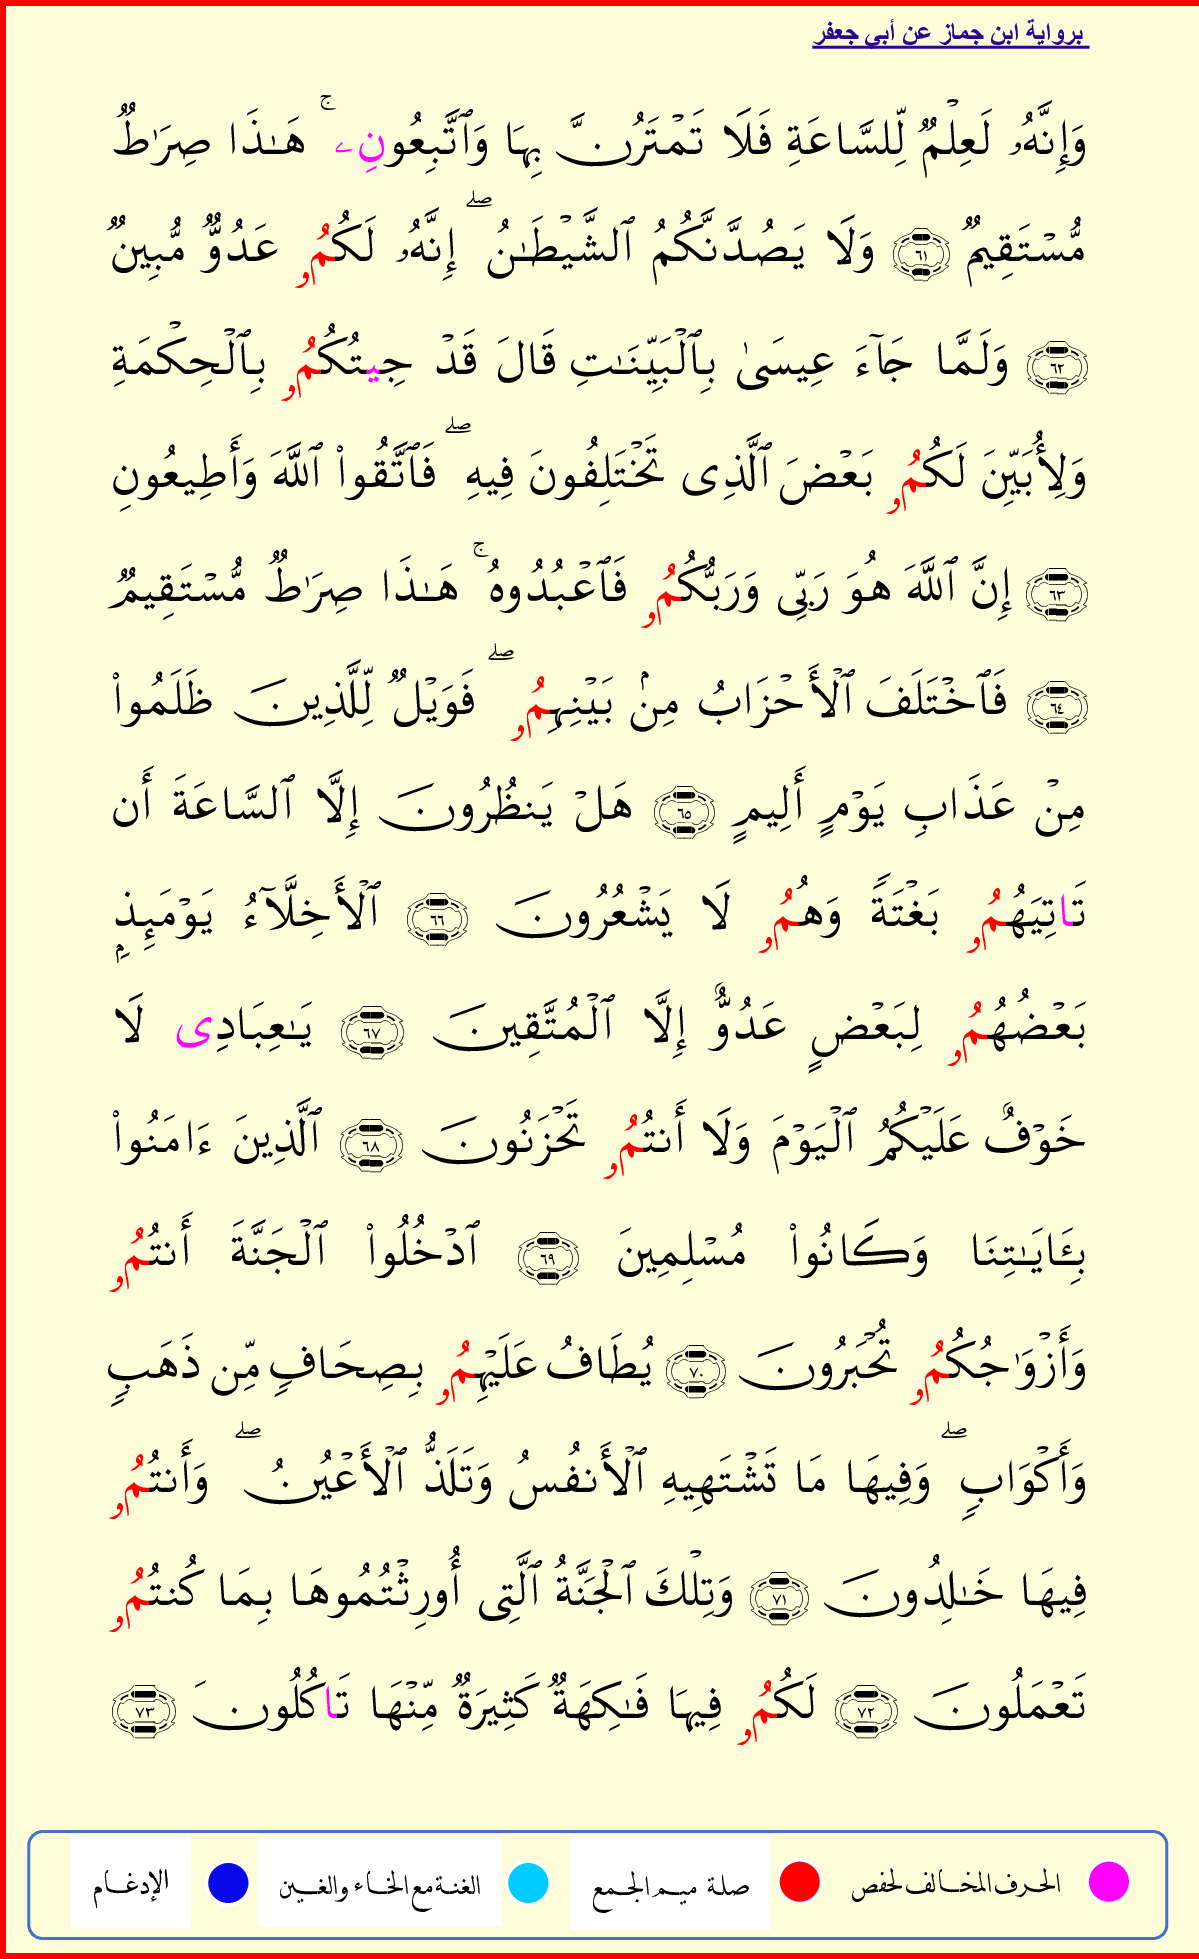 برواية ابن جماز عن أبي جعفر
وَإِنَّهُۥ لَعِلْمٌۭ لِّلسَّاعَةِ فَلَا تَمْتَرُنَّ بِهَا وَٱتَّبِعُونِۦ ۚ هَـٰذَا صِرَٰطٌۭ
مُّسْتَقِيمٌۭ ٦١ وَلَا يَصُدَّنَّكُمُ ٱلشَّيْطَـٰنُ ۖ إِنَّهُۥ لَكُمُۥ عَدُوٌّۭ مُّبِينٌۭ
٦٢ وَلَمَّا جَآءَ عِيسَىٰ بِٱلْبَيِّنَـٰتِ قَالَ قَدْ جِيتُكُمُۥ بِٱلْحِكْمَةِ
وَلِأُبَيِّنَ لَكُمُۥ بَعْضَ ٱلَّذِى تَخْتَلِفُونَ فِيهِ ۖ فَٱتَّقُوا۟ ٱللَّهَ وَأَطِيعُونِ
٦٣ إِنَّ ٱللَّهَ هُوَ رَبِّى وَرَبُّكُمُۥ فَٱعْبُدُوهُ ۚ هَـٰذَا صِرَٰطٌۭ مُّسْتَقِيمٌۭ
٦٤ فَٱخْتَلَفَ ٱلْأَحْزَابُ مِنۢ بَيْنِهِمُۥ ۖ فَوَيْلٌۭ لِّلَّذِينَ ظَلَمُوا۟
مِنْ عَذَابِ يَوْمٍ أَلِيمٍ ٦٥ هَلْ يَنظُرُونَ إِلَّا ٱلسَّاعَةَ أَن
تَاتِيَهُمُۥ بَغْتَةًۭ وَهُمُۥ لَا يَشْعُرُونَ ٦٦ ٱلْأَخِلَّآءُ يَوْمَئِذٍۭ
بَعْضُهُمُۥ لِبَعْضٍ عَدُوٌّ إِلَّا ٱلْمُتَّقِينَ ٦٧ يَـٰعِبَادِى لَا
خَوْفٌ عَلَيْكُمُ ٱلْيَوْمَ وَلَا أَنتُمُۥ تَحْزَنُونَ ٦٨ ٱلَّذِينَ ءَامَنُوا۟
بِـَٔايَـٰتِنَا وَكَانُوا۟ مُسْلِمِينَ ٦٩ ٱدْخُلُوا۟ ٱلْجَنَّةَ أَنتُمُۥ
وَأَزْوَٰجُكُمُۥ تُحْبَرُونَ ٧٠ يُطَافُ عَلَيْهِمُۥ بِصِحَافٍۢ مِّن ذَهَبٍۢ
وَأَكْوَابٍۢ ۖ وَفِيهَا مَا تَشْتَهِيهِ ٱلْأَنفُسُ وَتَلَذُّ ٱلْأَعْيُنُ ۖ وَأَنتُمُۥ
فِيهَا خَـٰلِدُونَ ٧١ وَتِلْكَ ٱلْجَنَّةُ ٱلَّتِى أُورِثْتُمُوهَا بِمَا كُنتُمُۥ
تَعْمَلُونَ ٧٢ لَكُمُۥ فِيهَا فَـٰكِهَةٌۭ كَثِيرَةٌۭ مِّنْهَا تَاكُلُونَ ٧٣
الحرف المخالف لحفص صلة ميم الجمع الغنة مع الخاء والغين الإدغام